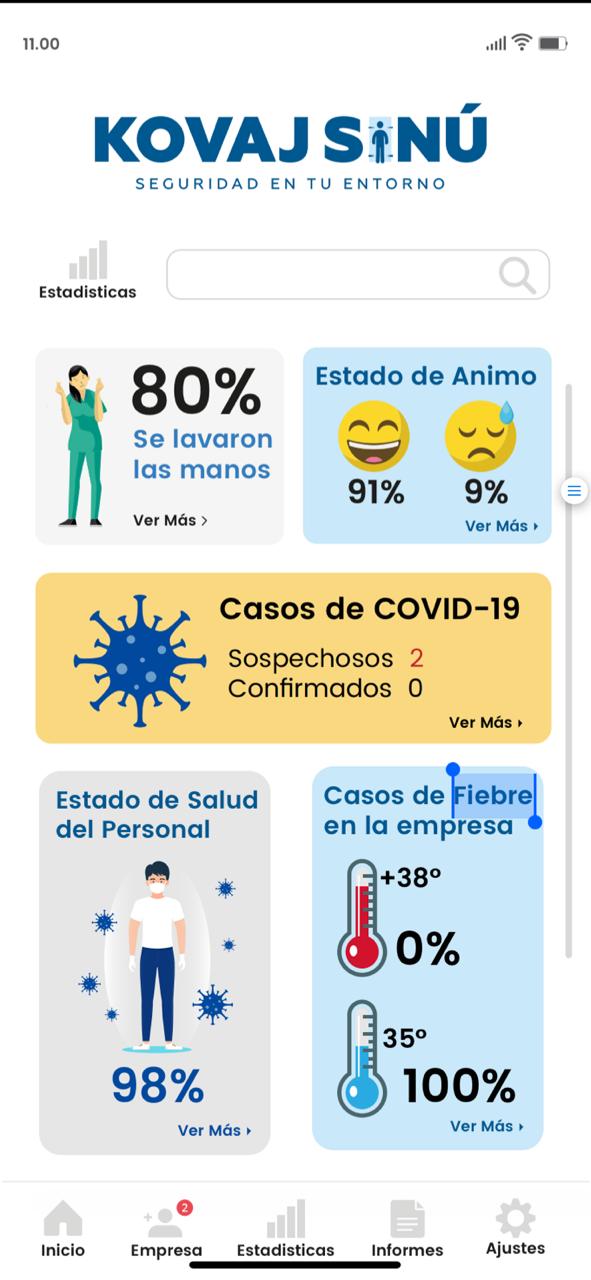 11.00
KOVAJ SINÚ
SEGURIDAD EN TU ENTORNO
Estadisticas
80%
Se lavaron
las manos
Ver Más >
Estado de Animo
91% 9%
Ver Más
Casos de COVID-19
Sospechosos 2
Confirmados 0
Ver Más
Estado de Salud
del Personal
98%
Ver Más
Casos de Fiebre
en la empresa
+38º
0%
35º
100%
Ver Más
2
Inicio Empresa Estadisticas Informes Ajustes